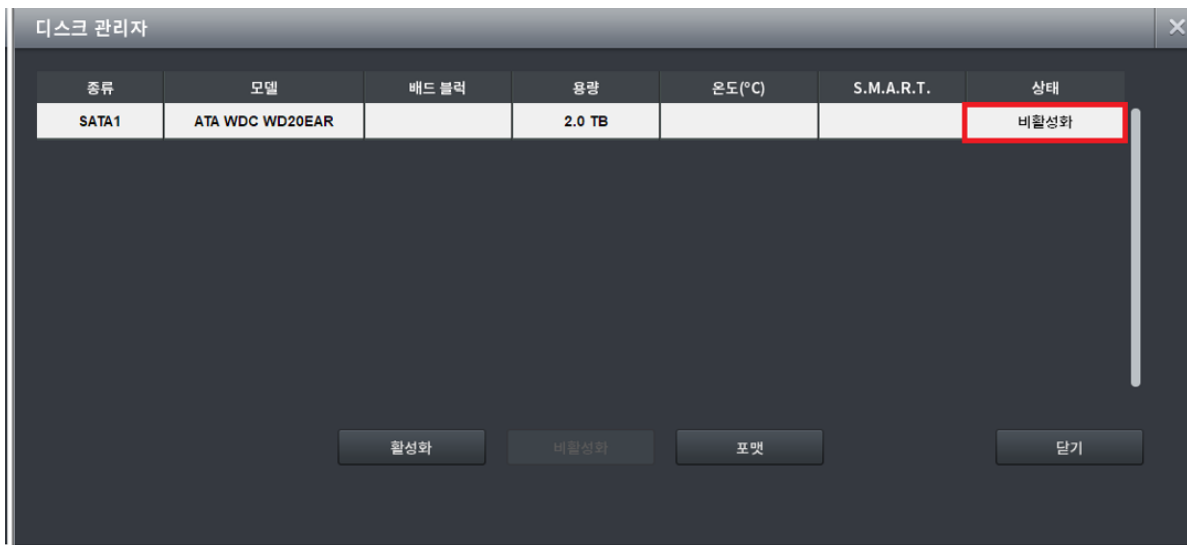 디스크 관리자
종류 모델 배드 블럭 용량 온도(°C) S.M.A.R.T. 상태
SATA1 ATA WDC WD20EAR 2.0 TB 비활성화
활성화 비활성화 포맷 닫기